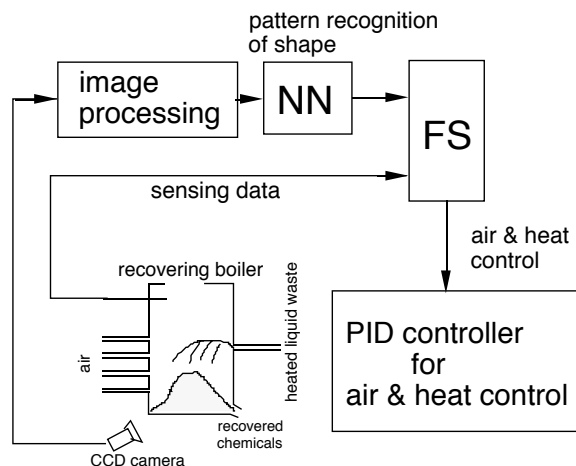 pattern recognition
of shape
image
processing
NN
FS
sensing data
air & heat
control
recovering boiler
air
heated liquid waste
PID controller
for
air & heat control
recovered
chemicals
CCD camera